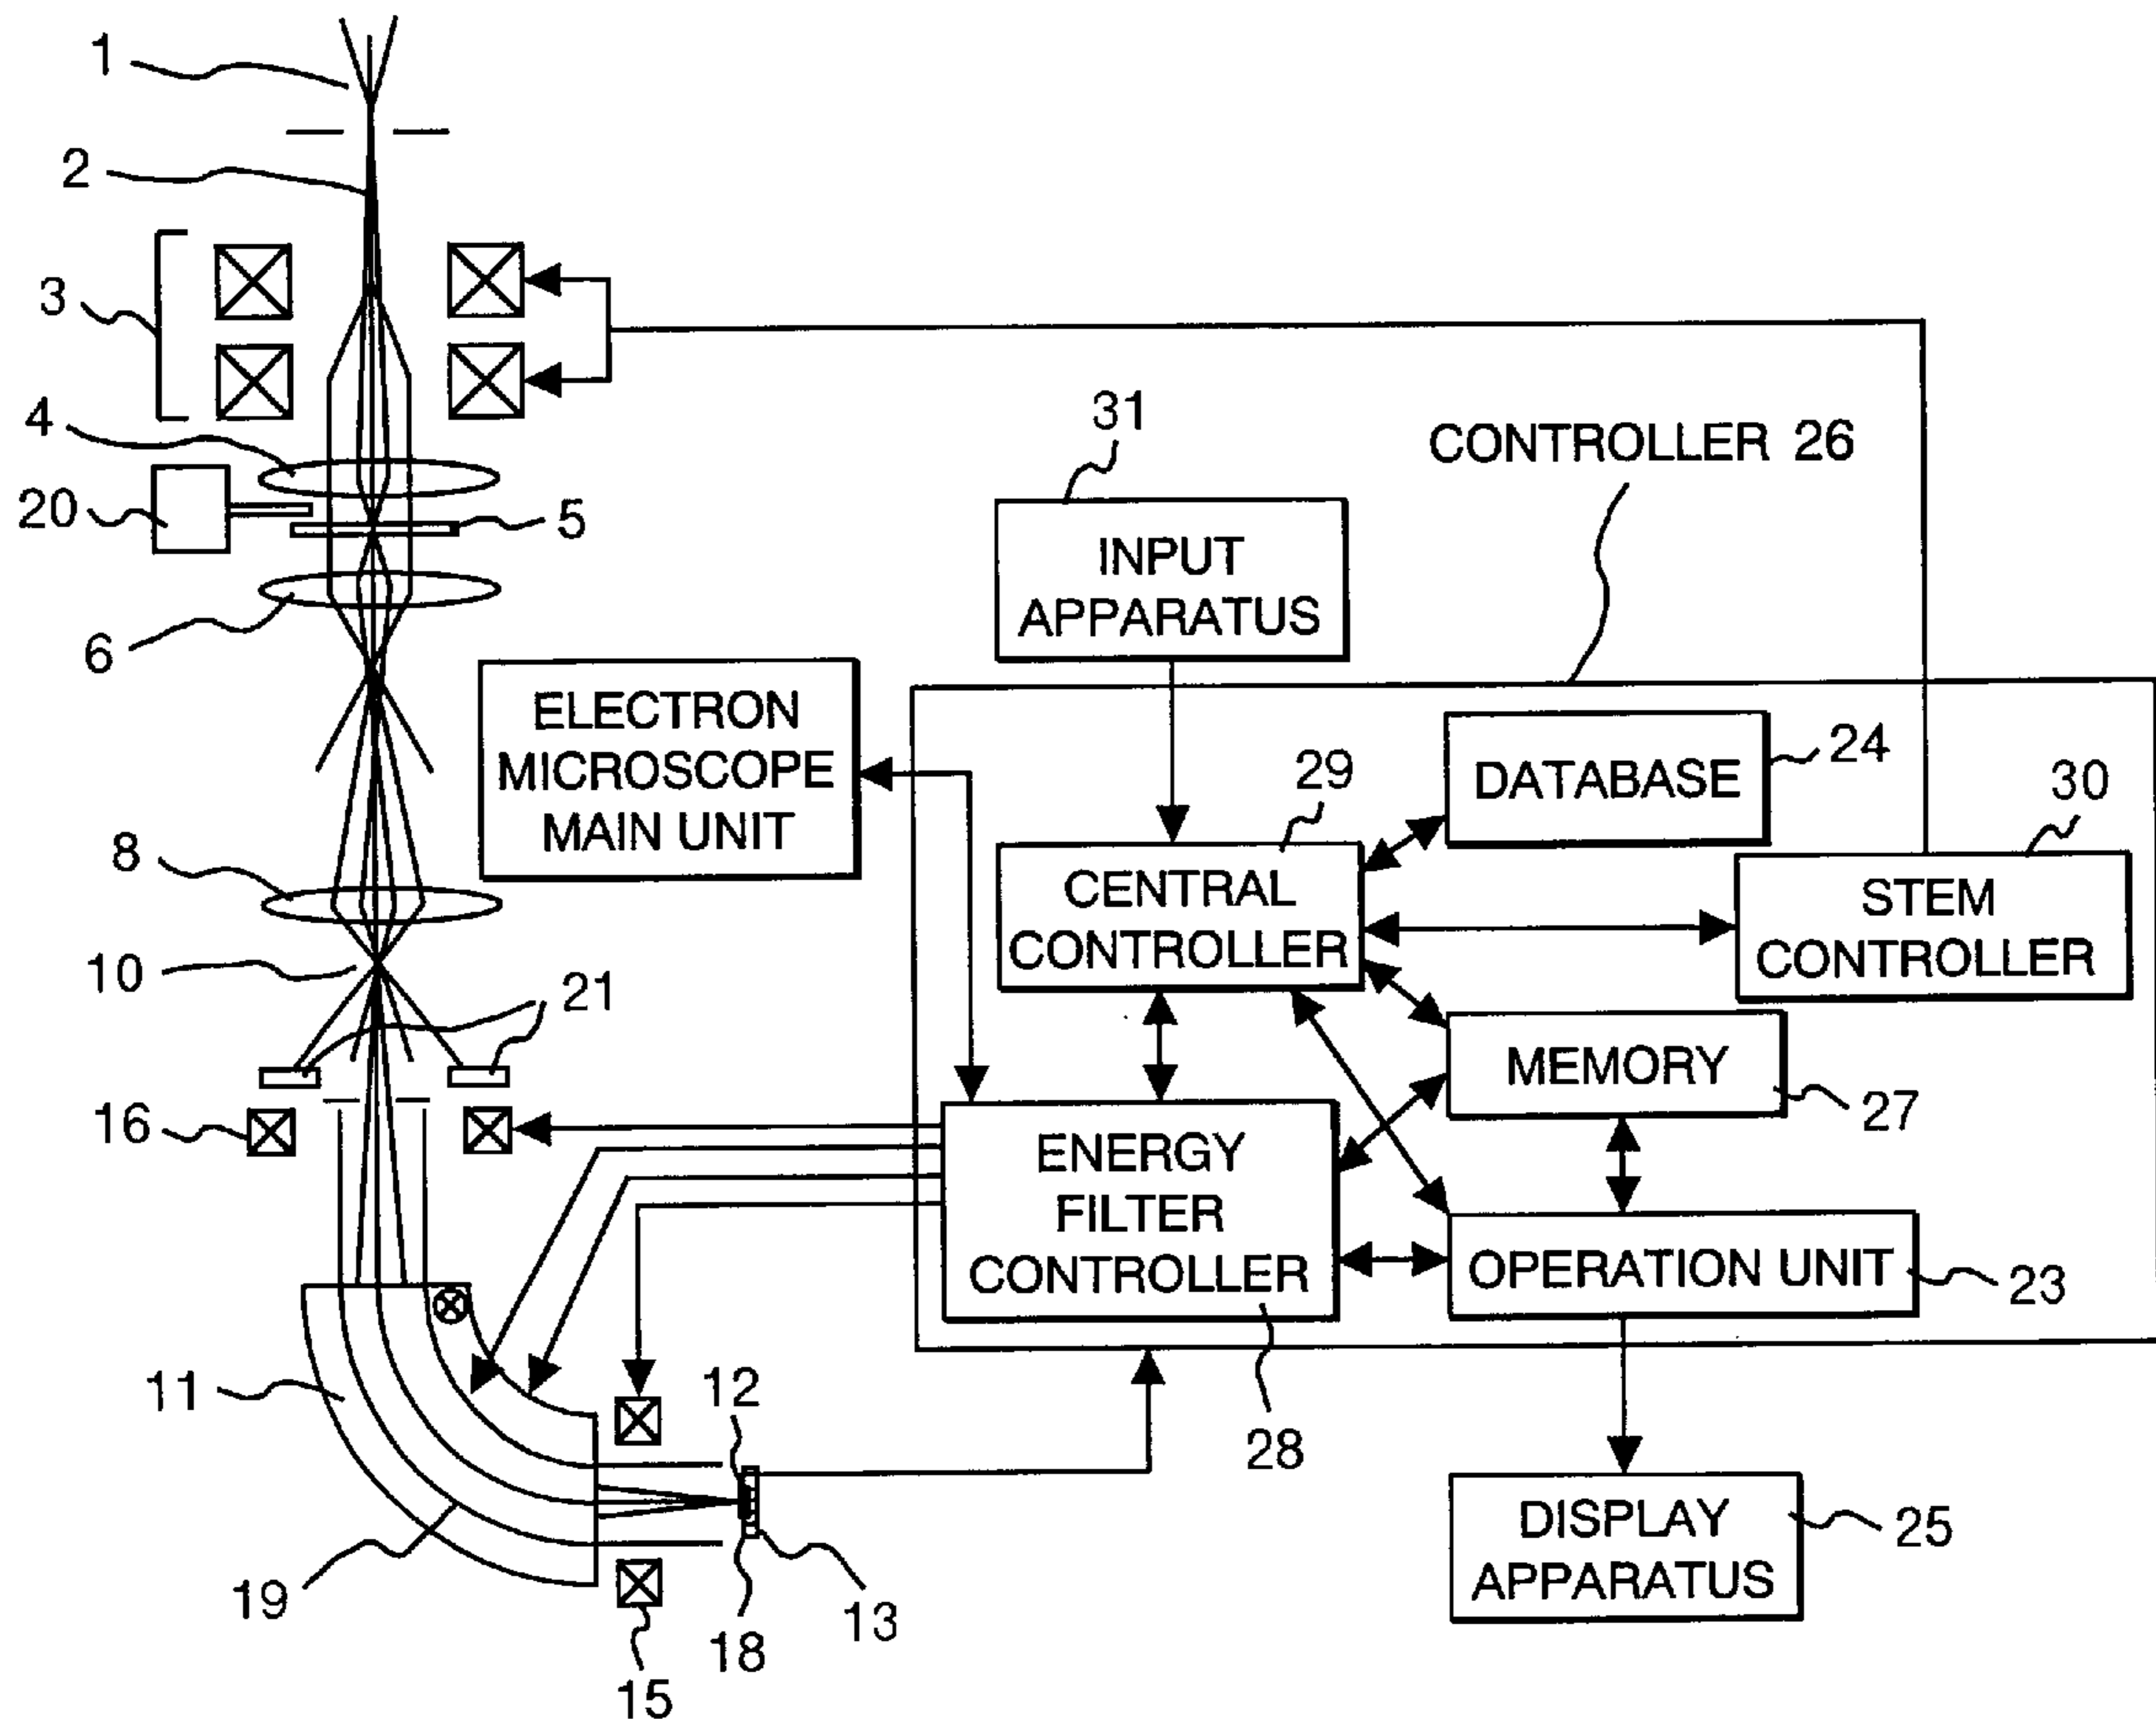 1
2
3
4
20
5
6
8
10
21
16
11
19
12
18
13
15
31
INPUT
APPARATUS
CONTROLLER 26
ELECTRON
MICROSCOPE
MAIN UNIT
29
CENTRAL
CONTROLLER
DATABASE
24
30
STEM
CONTROLLER
MEMORY
27
ENERGY
FILTER
CONTROLLER
28
OPERATION UNIT
23
DISPLAY
APPARATUS
25